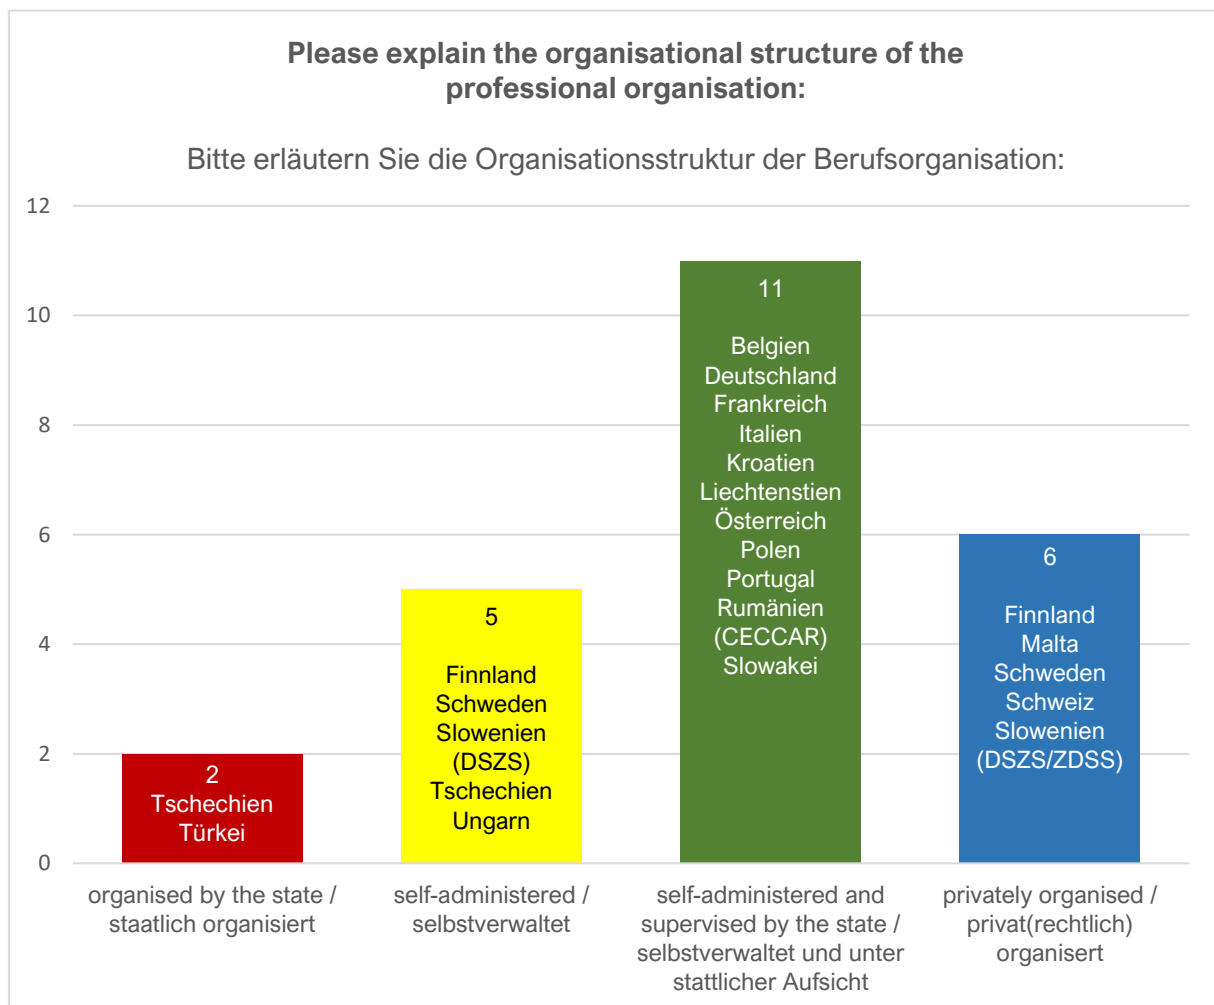 Please explain the organisational structure of the
professional organisation:
Bitte erläutern Sie die Organisationsstruktur der Berufsorganisation:
12
10
8
6
4
2
0
2
Tschechien
Türkei
5
Finnland
Schweden
Slowenien
(DSZS)
Tschechien
Ungarn
11
Belgien
Deutschland
Frankreich
Italien
Kroatien
Liechtenstien
Österreich
Polen
Portugal
Rumänien
(CECCAR)
Slowakei
6
Finnland
Malta
Schweden
Schweiz
Slowenien
(DSZS/ZDSS)
organised by the state /
staatlich organisiert
self-administered /
selbstverwaltet
self-administered and
supervised by the state /
selbstverwaltet und unter
stattlicher Aufsicht
privately organised /
privat(rechtlich)
organisert